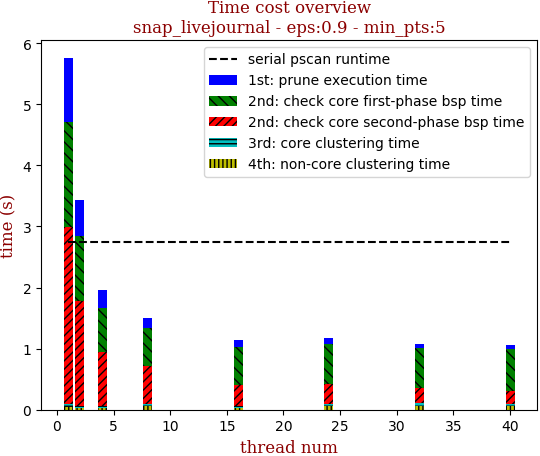 Time cost overview
snap_livejournal - eps:0.9 - min_pts:5
serial pscan runtime
1st: prune execution time
2nd: check core first-phase bsp time
2nd: check core second-phase bsp time
3rd: core clustering time
4th: non-core clustering time
time (s)
6
5
4
3
2
1
0
0 5 10 15 20 25 30 35 40
thread num